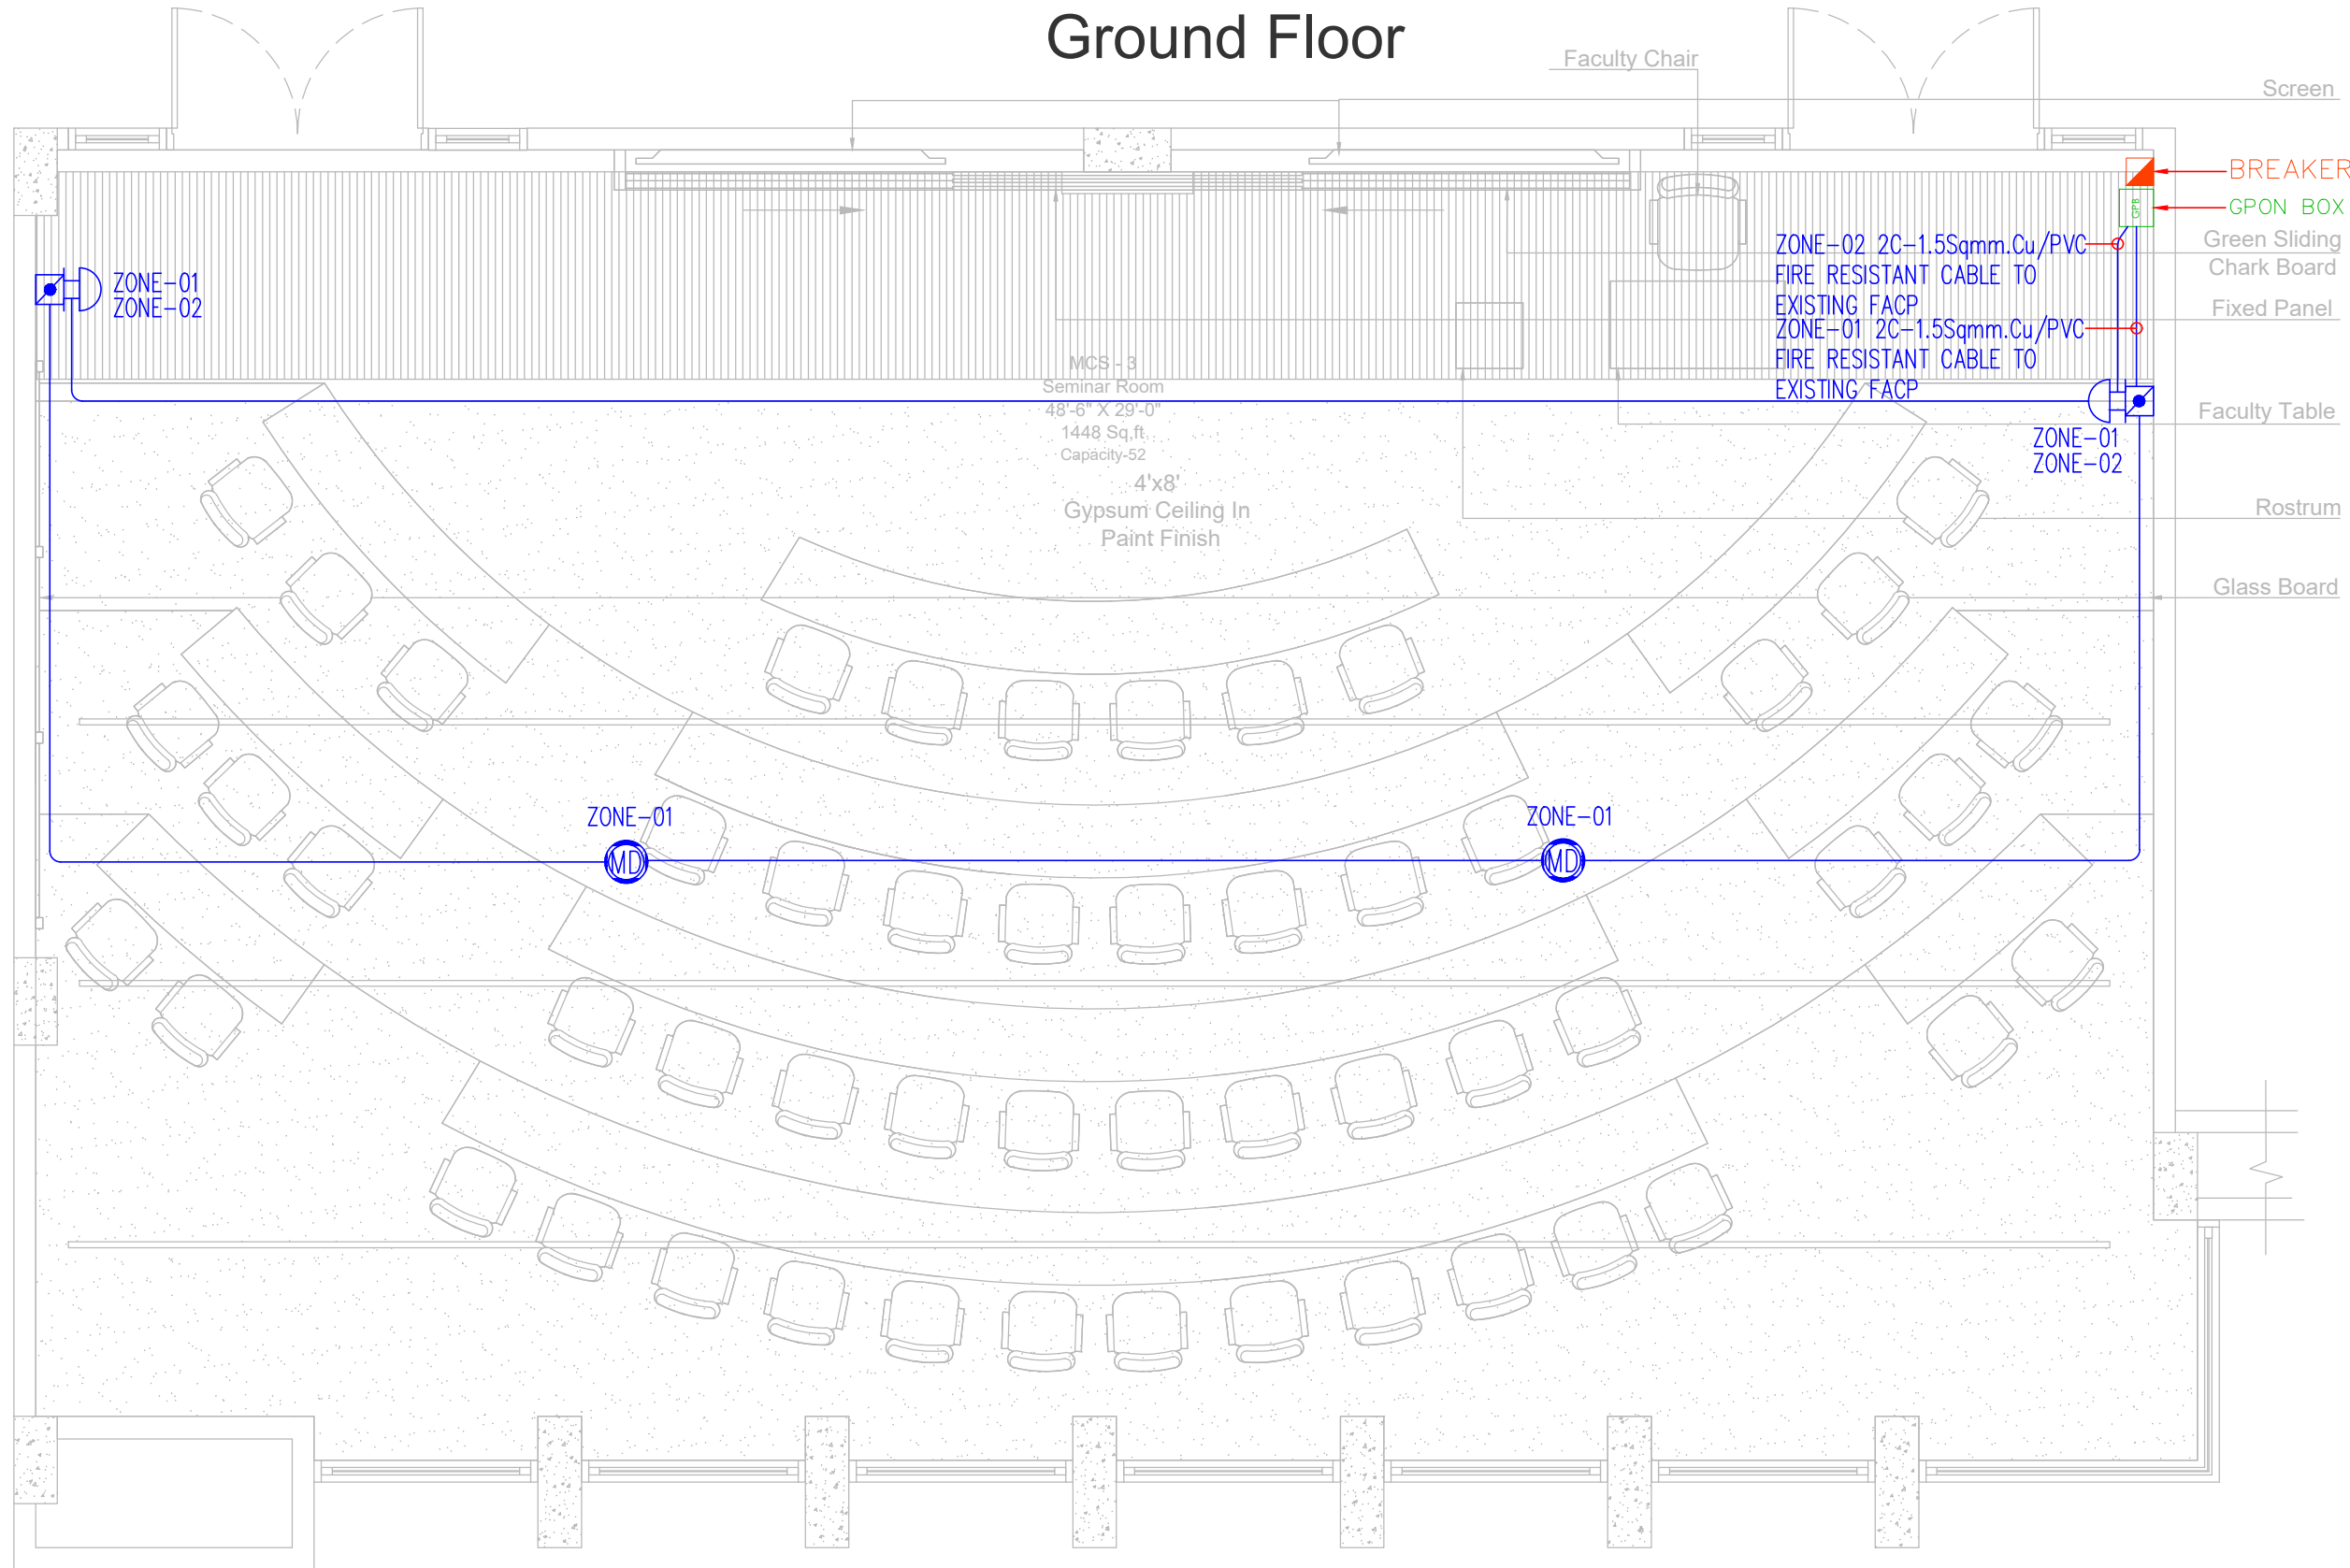 Ground Floor
Faculty Chair
Screen
BREAKER
GPB
GPON BOX
Green Sliding
Chark Board
Fixed Panel
ZONE-02 2C-1.5Sqmm.Cu/PVC
FIRE RESISTANT CABLE TO
EXISTING FACP
ZONE-01 2C-1.5Sqmm.Cu/PVC
FIRE RESISTANT CABLE TO
EXISTING FACP
ZONE-01
ZONE-02
MCS - 3
Seminar Room
48'-6" X 29'-0"
1448 Sq.ft
Capacity-52
4'x8'
Gypsum Ceiling In
Paint Finish
Faculty Table
ZONE-01
ZONE-02
Rostrum
Glass Board
ZONE-01
MD
ZONE-01
MD